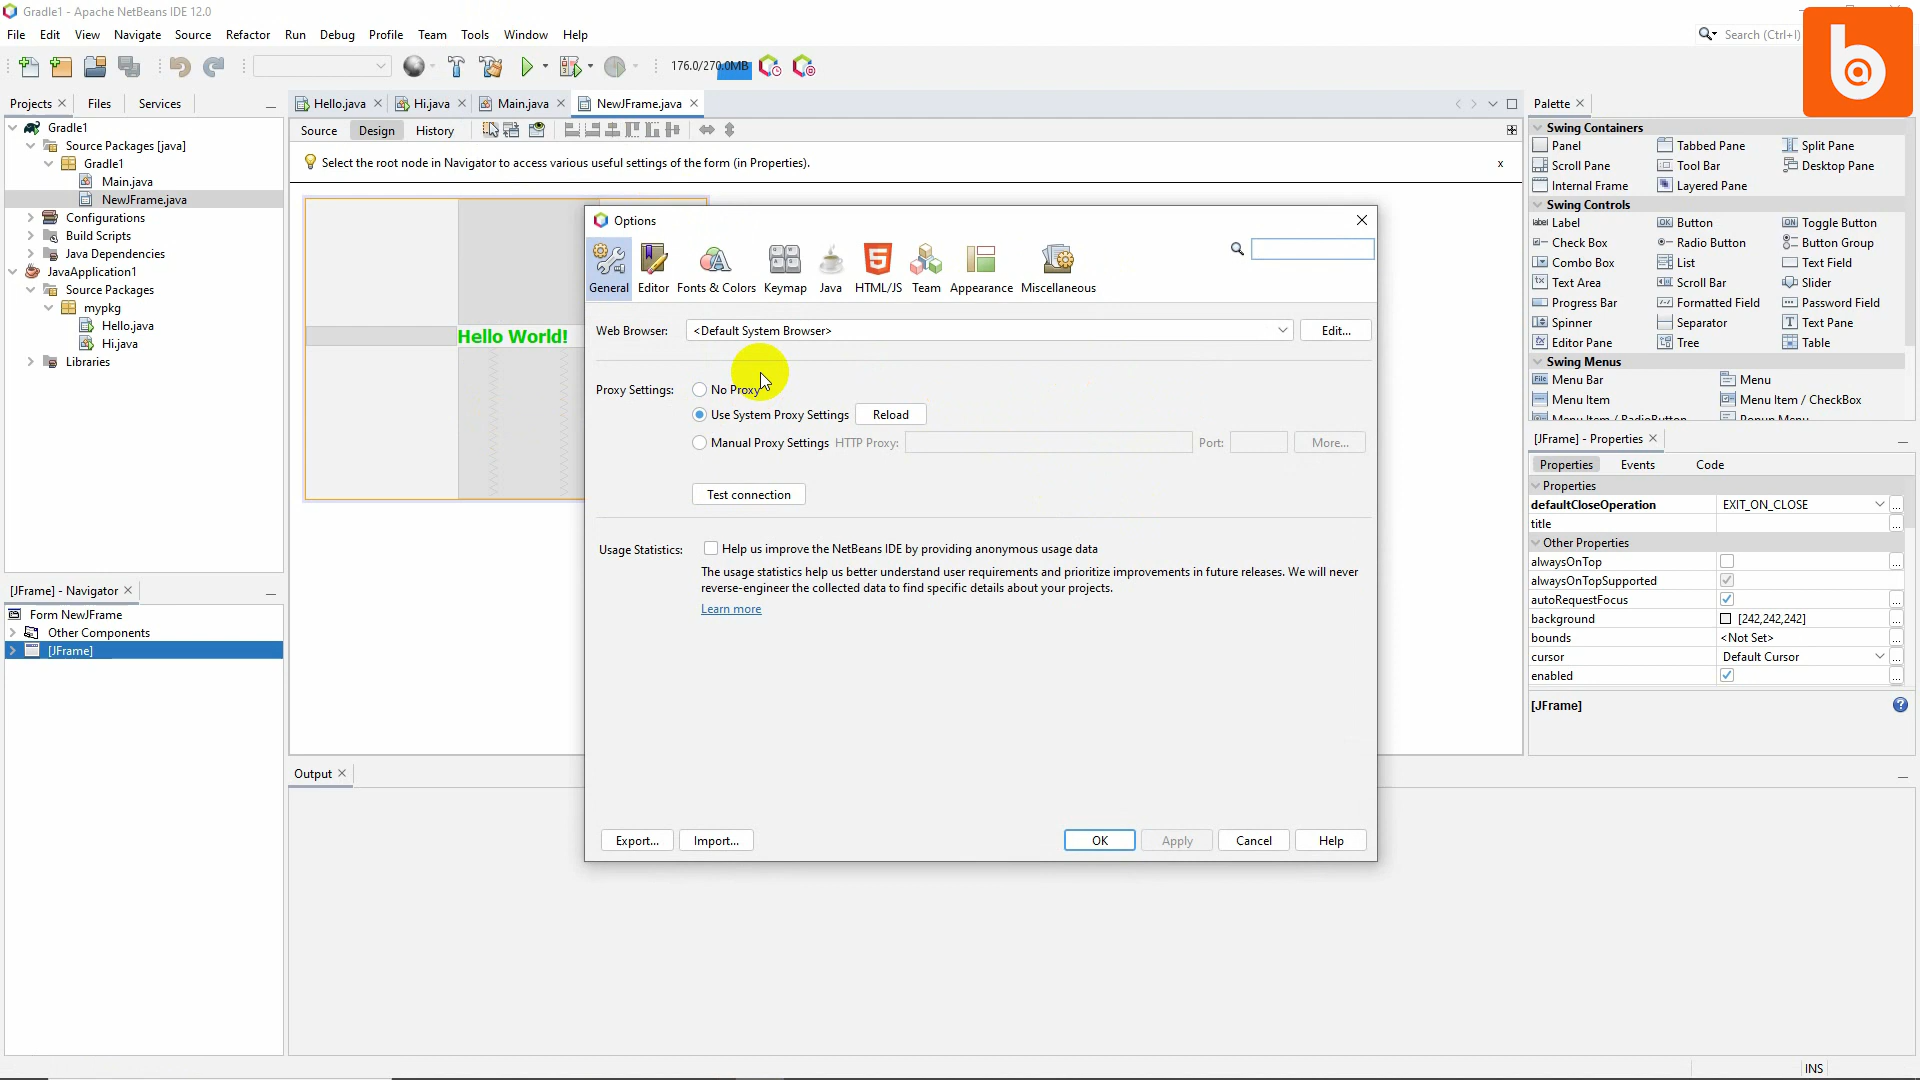 Gradle1 - Apache NetBeans IDE 12.0
File Edit View Navigate Source Refactor Run Debug Profile Team Tools Window Help
Search (Ctrl+I)
176.0/270.0MB
Projects Files Services
Hello.java Hi.java Main.java NewJFrame.java
Palette
Source Design History
Select the root node in Navigator to access various useful settings of the form (in Properties). x
Gradle1
Source Packages [java]
Gradle1
Main.java
NewJFrame.java
Configurations
Build Scripts
Java Dependencies
JavaApplication1
Source Packages
mypkg
Hello.java
Hi.java
Libraries
[JFrame] - Navigator
Form NewJFrame
Other Components
[JFrame]
Hello World!
Options
General Editor Fonts & Colors Keymap Java HTML/JS Team Appearance Miscellaneous
Web Browser: <Default System Browser> Edit...
Proxy Settings: No Proxy
Use System Proxy Settings Reload
Manual Proxy Settings HTTP Proxy: Port: More...
Test connection
Usage Statistics: Help us improve the NetBeans IDE by providing anonymous usage data
The usage statistics help us better understand user requirements and prioritize improvements in future releases. We will never
reverse-engineer the collected data to find specific details about your projects.
Learn more
Export... Import... OK Apply Cancel Help
Output
Swing Containers
Panel Tabbed Pane Split Pane
Scroll Pane Tool Bar Desktop Pane
Internal Frame Layered Pane
Swing Controls
Label Button Toggle Button
Check Box Radio Button Button Group
Combo Box List Text Field
Text Area Scroll Bar Slider
Progress Bar Formatted Field Password Field
Spinner Separator Text Pane
Editor Pane Tree Table
Swing Menus
Menu Bar Menu
Menu Item Menu Item / CheckBox
Menu Item / RadioButton Popup Menu
[JFrame] - Properties
Properties Events Code
Properties
defaultCloseOperation EXIT_ON_CLOSE ...
title ...
Other Properties
alwaysOnTop ...
alwaysOnTopSupported
autoRequestFocus ...
background [242,242,242] ...
bounds <Not Set> ...
cursor Default Cursor ...
enabled ...
[JFrame]
INS